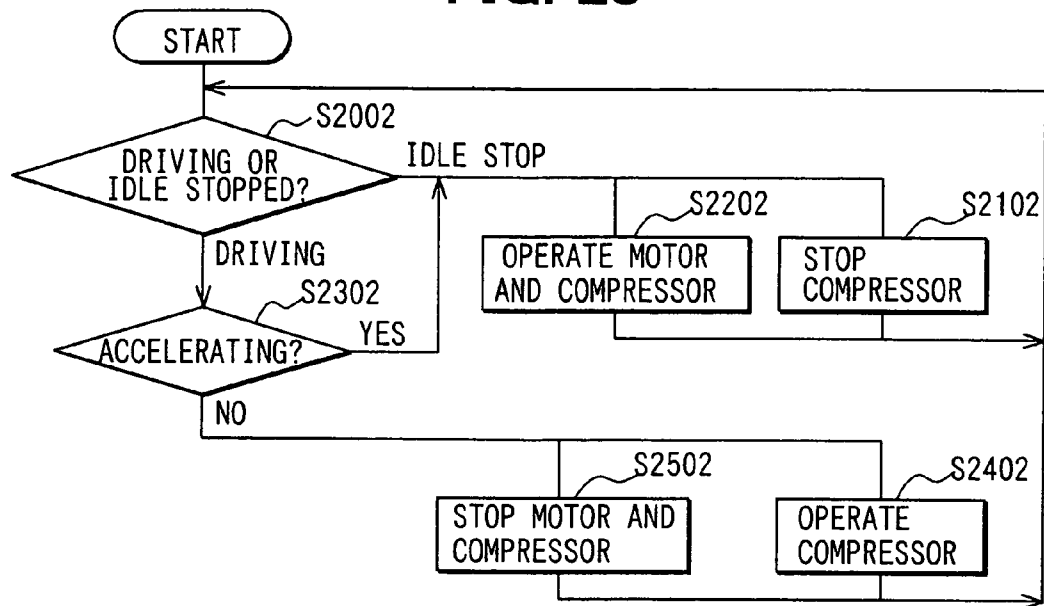 START
S2002
DRIVING OR
IDLE STOPPED?
IDLE STOP
S2202
S2102
OPERATE MOTOR
AND COMPRESSOR
STOP
COMPRESSOR
DRIVING
S2302
ACCELERATING?
YES
NO
S2502
S2402
STOP MOTOR AND
COMPRESSOR
OPERATE
COMPRESSOR